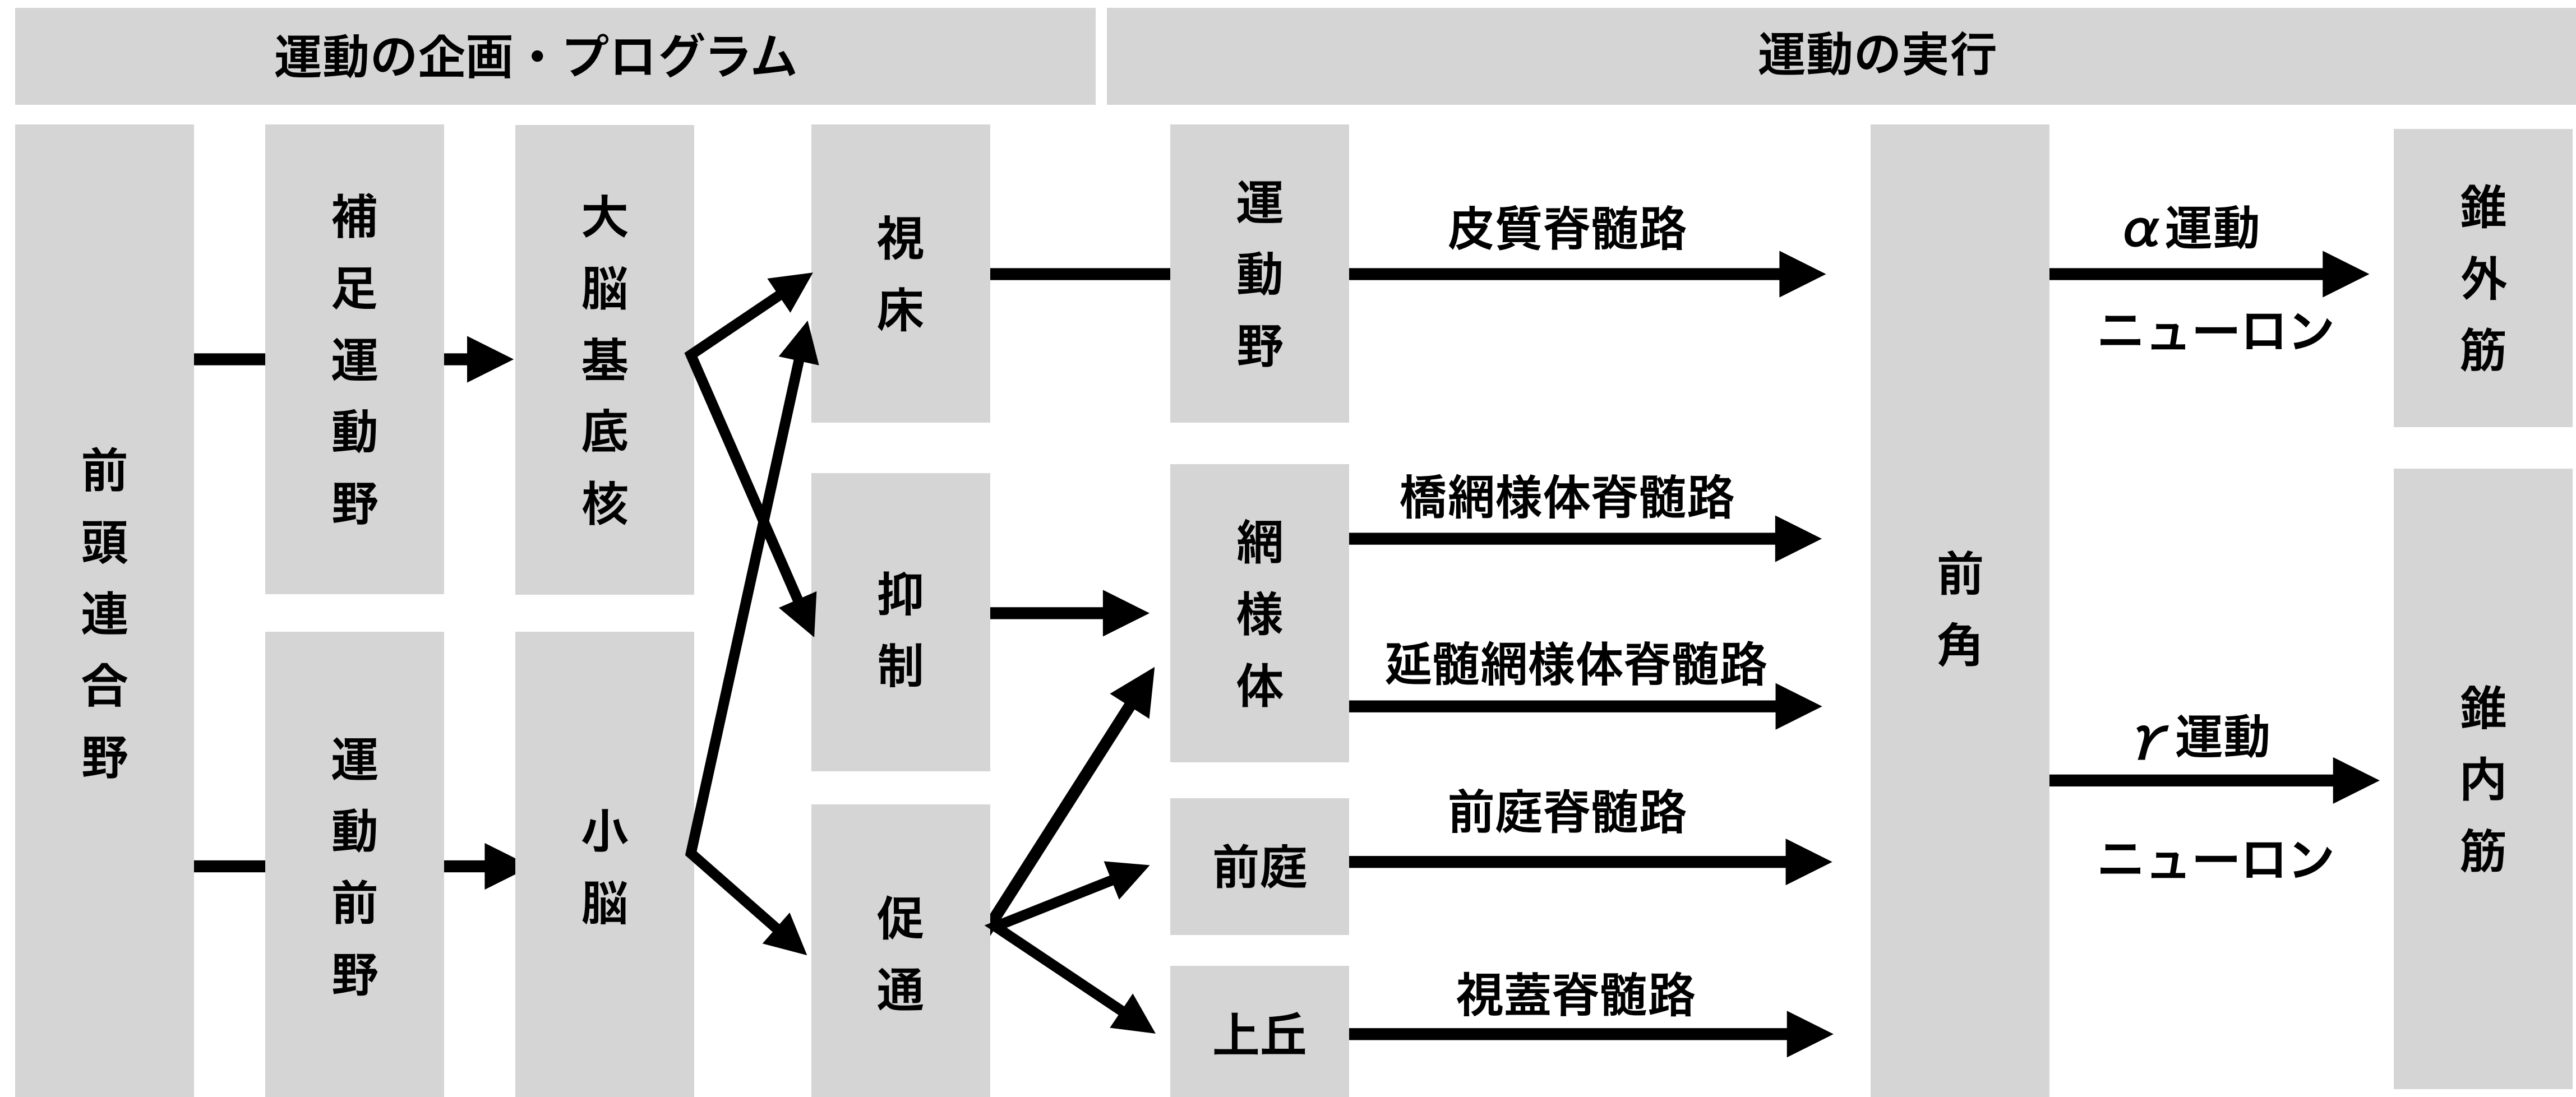 運動の企画・プログラム
運動の実行
前頭連合野
補足運動野
大脳基底核
視床
運動野
皮質脊髄路
α運動
ニューロン
錐外筋
抑制
網様体
橋網様体脊髄路
延髄網様体脊髄路
前角
運動前野
小脳
促通
前庭
前庭脊髄路
上丘
視蓋脊髄路
γ運動
ニューロン
錐内筋